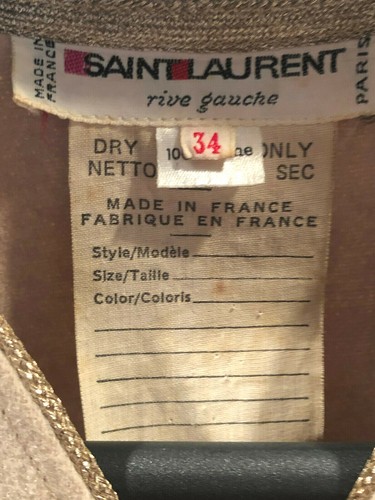 MADE IN
FRANCE
SAINT LAURENT
rive gauche
PARIS
34
DRY ONLY
NETTO SEC
MADE IN FRANCE
FABRIQUE EN FRANCE
Style/Modèle
Size/Taille
Color/Coloris